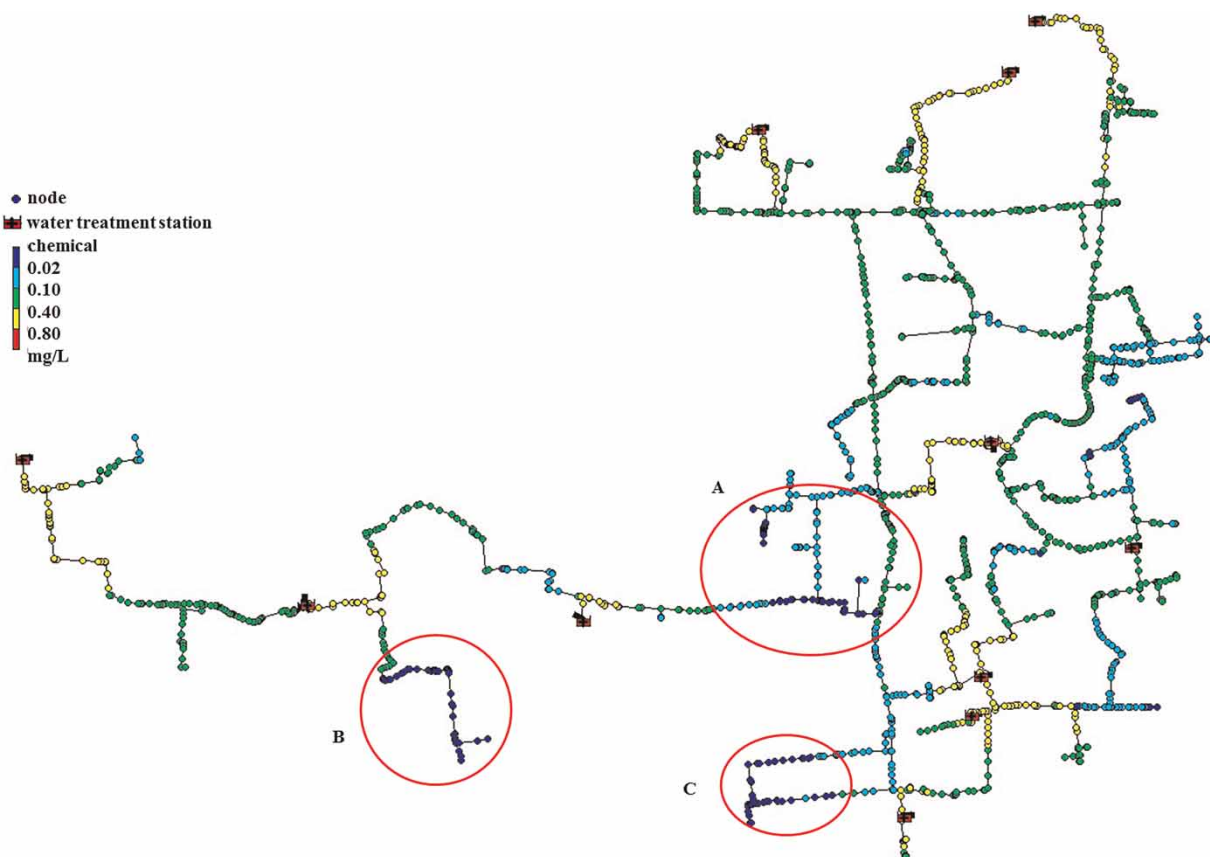 node
water treatment station
chemical
0.02
0.10
0.40
0.80
mg/L
A
B
C